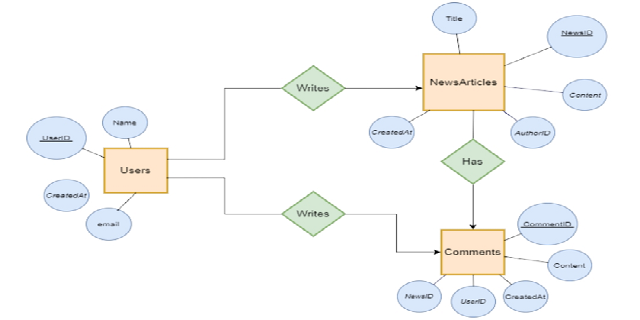 Title
NewsID
Writes
NewsArticles
Content
Name
CreatedAt
AuthorID
UserID
Has
Users
CreatedAt
email
Writes
CommentID
Comments
Content
NewsID
UserID
CreatedAt